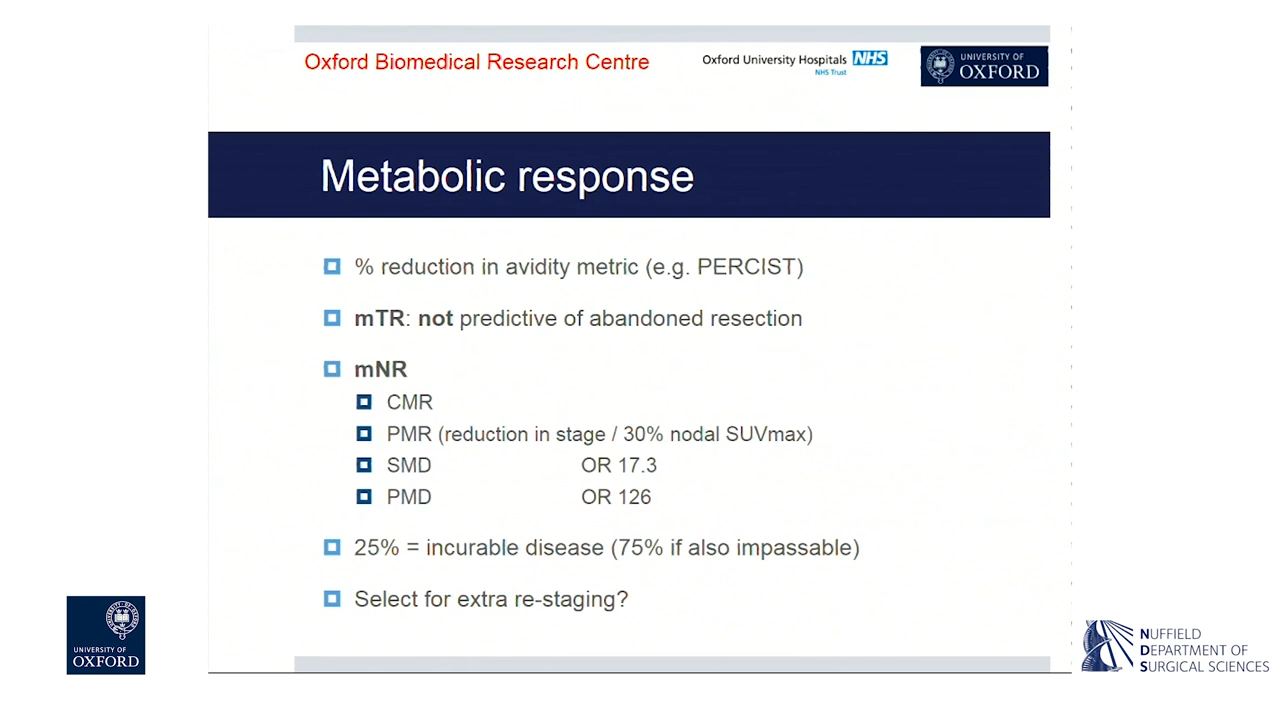 Oxford Biomedical Research Centre
Oxford University Hospitals NHS
NHS Trust
UNIVERSITY OF
OXFORD
Metabolic response
% reduction in avidity metric (e.g. PERCIST)
mTR: not predictive of abandoned resection
mNR
CMR
PMR (reduction in stage / 30% nodal SUVmax)
SMD OR 17.3
PMD OR 126
25% = incurable disease (75% if also impassable)
Select for extra re-staging?
UNIVERSITY OF
OXFORD
NUFFIELD
DEPARTMENT OF
SURGICAL SCIENCES